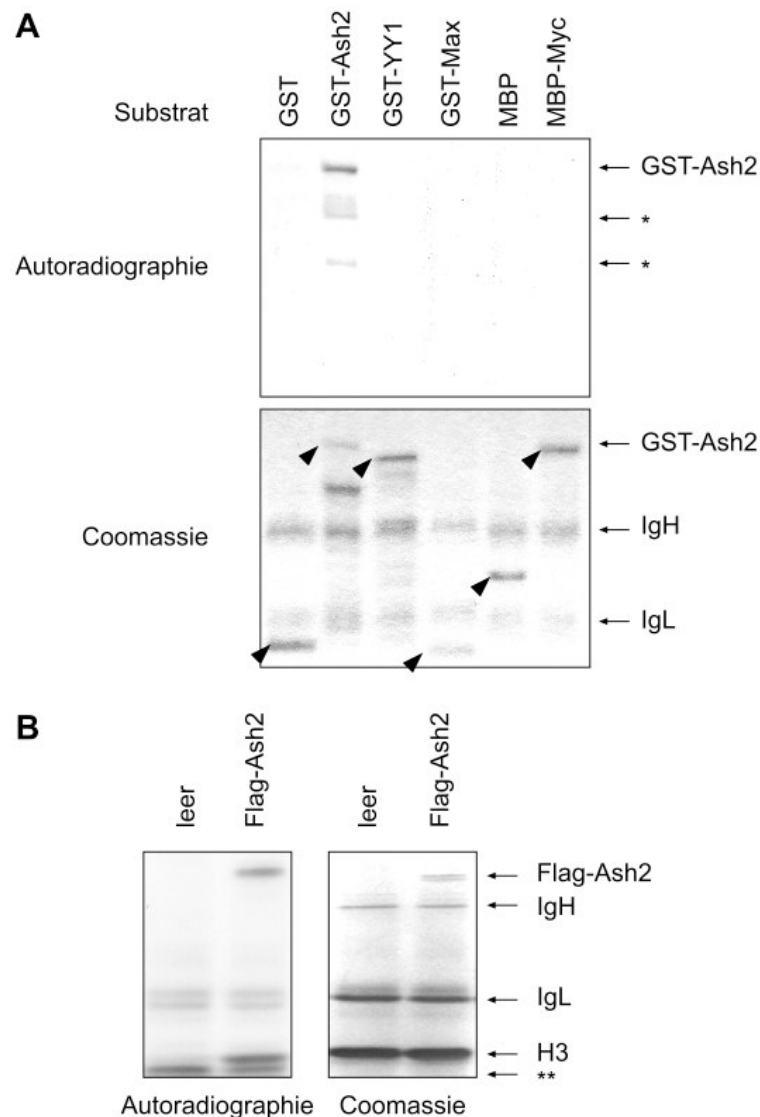 A
Substrat
GST
GST-Ash2
GST-YY1
GST-Max
MBP
MBP-Myc
GST-Ash2
*
*
Autoradiographie
GST-Ash2
IgH
Coomassie
IgL
B
leer
Flag-Ash2
leer
Flag-Ash2
Flag-Ash2
IgH
IgL
H3
**
Autoradiographie
Coomassie